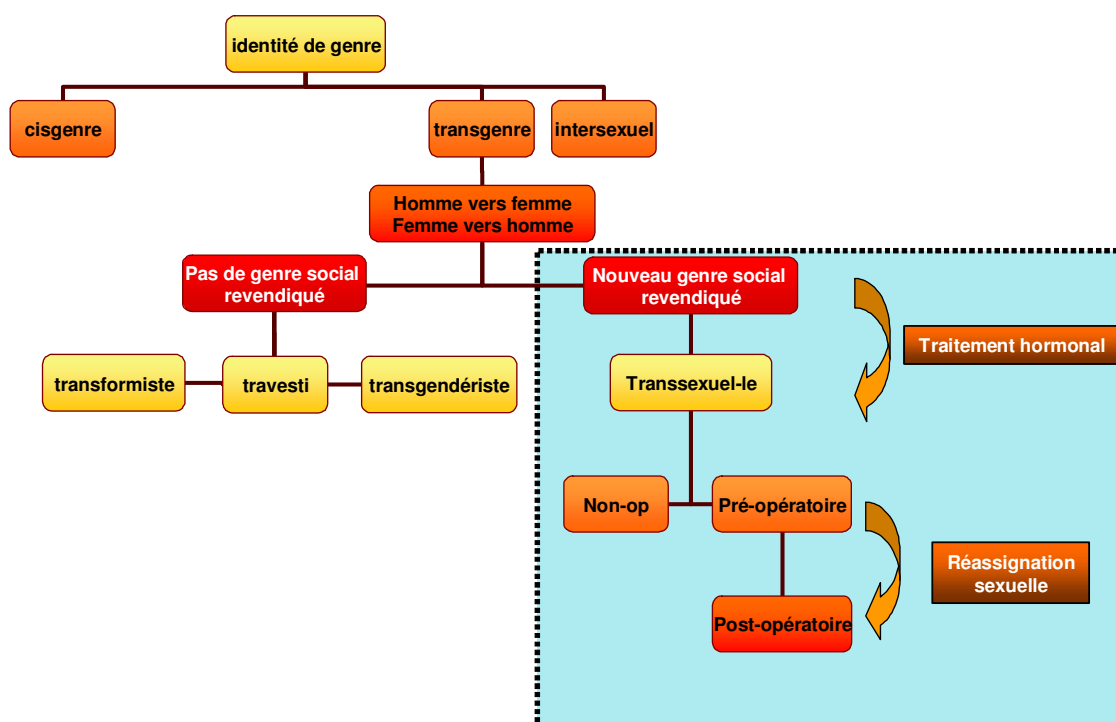 identité de genre
cisgenre
transgenre
intersexuel
Homme vers femme
Femme vers homme
Pas de genre social
revendiqué
Nouveau genre social
revendiqué
Traitement hormonal
transformiste
travesti
transgendériste
Transsexuel-le
Non-op
Pré-opératoire
Réassignation
sexuelle
Post-opératoire